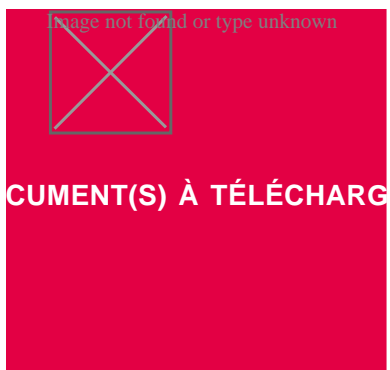 Image not found or type unknown
CUMENT(S) À TÉLÉCHARG